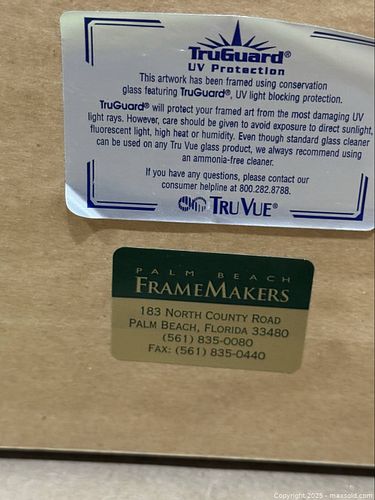 TruGuard®
UV Protection
This artwork has been framed using conservation
glass featuring TruGuard®, UV light blocking protection.
TruGuard® will protect your framed art from the most damaging UV
light rays. However, care should be given to avoid exposure to direct sunlight,
fluorescent light, high heat or humidity. Even though standard glass cleaner
can be used on any Tru Vue glass product, we always recommend using
an ammonia-free cleaner.
If you have any questions, please contact our
consumer helpline at 800.282.8788.
TRU VUE®
PALM BEACH
FRAMEMAKERS
183 NORTH COUNTY ROAD
PALM BEACH, FLORIDA 33480
(561) 835-0080
FAX: (561) 835-0440
Copyright 2025 - maxsold.com